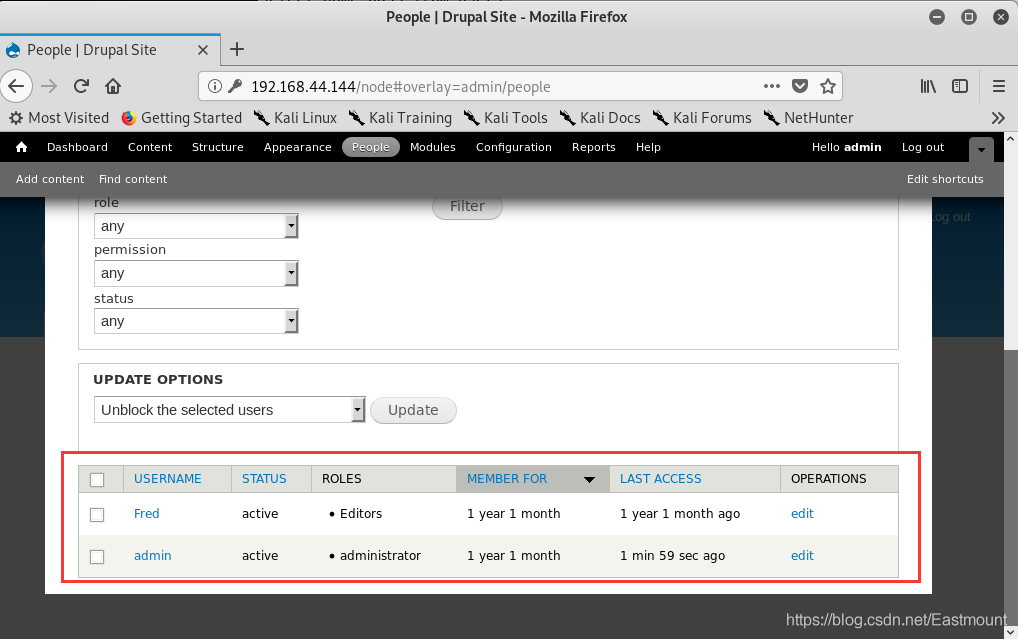 People | Drupal Site - Mozilla Firefox
People | Drupal Site
192.168.44.144/node#overlay=admin/people
Most Visited Getting Started Kali Linux Kali Training Kali Tools Kali Docs Kali Forums NetHunter
Dashboard Content Structure Appearance People Modules Configuration Reports Help Hello admin Log out
Add content Find content Edit shortcuts
role Filter
Log out
any
permission
any
status
any
UPDATE OPTIONS
Unblock the selected users Update
USERNAME STATUS ROLES MEMBER FOR LAST ACCESS OPERATIONS
Fred active • Editors 1 year 1 month 1 year 1 month ago edit
admin active • administrator 1 year 1 month 1 min 59 sec ago edit
https://blog.csdn.net/Eastmount